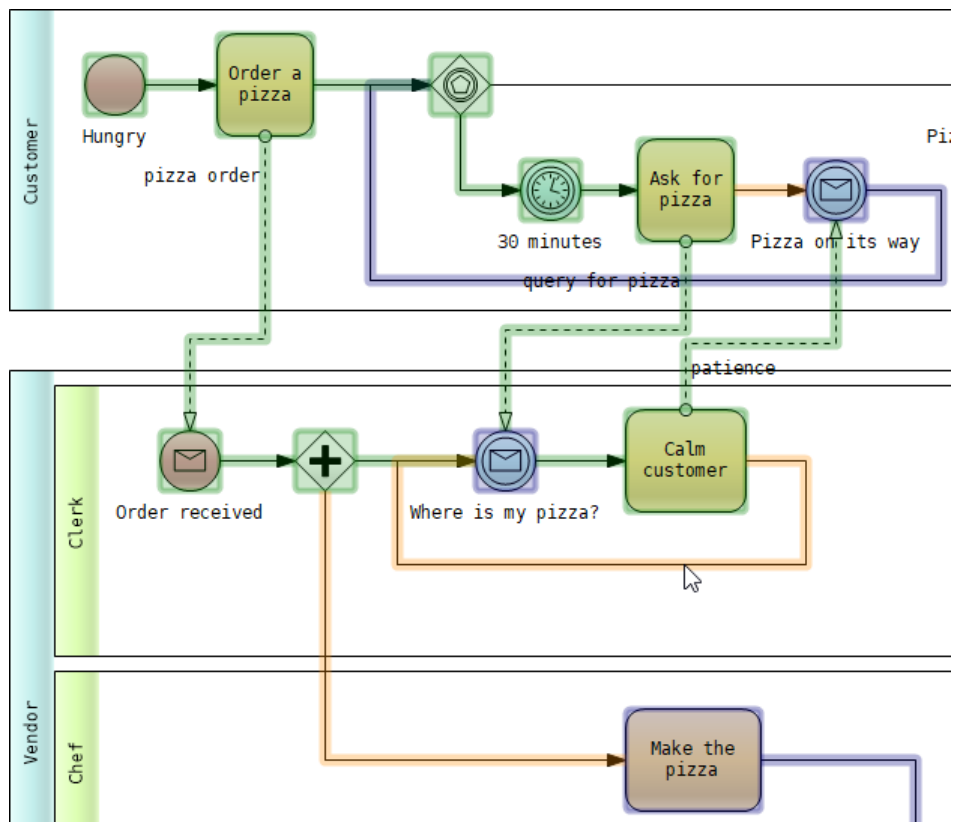 Customer
Hungry
Order a
pizza
pizza order
30 minutes
Ask for
pizza
Pizza on its way
query for pizza
patience
Vendor
Clerk
Order received
Where is my pizza?
Calm
customer
Chef
Make the
pizza